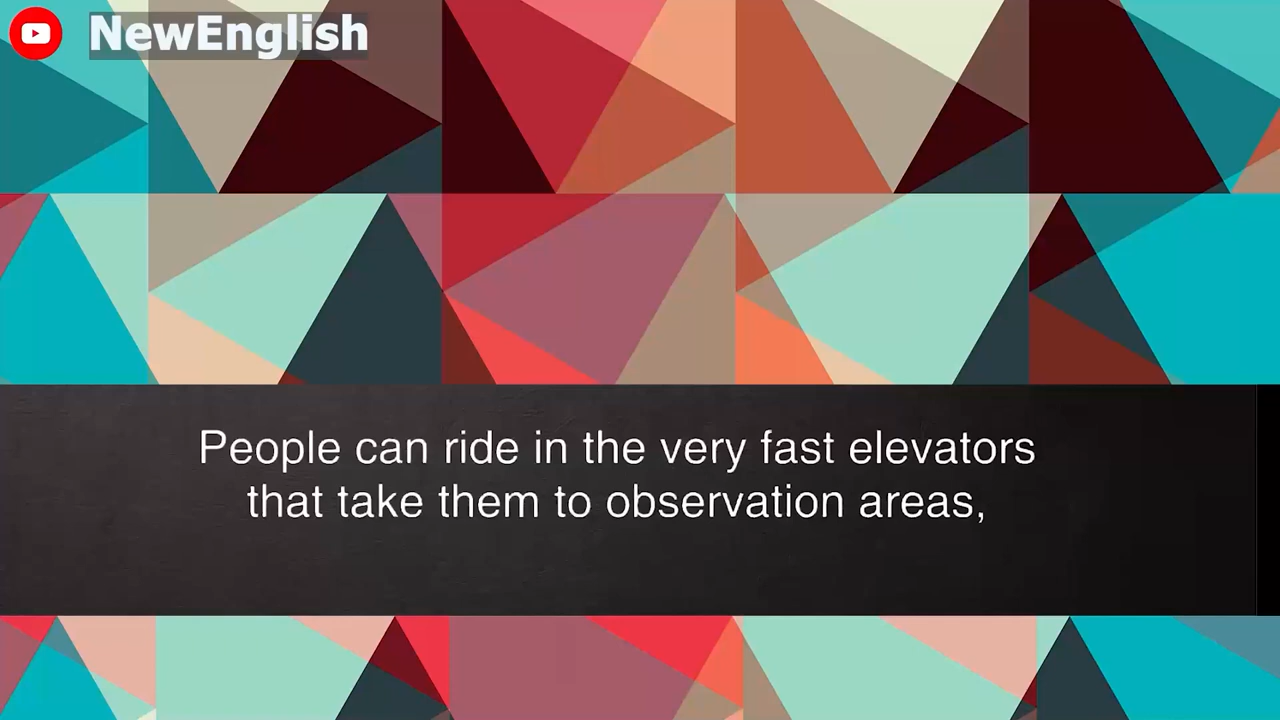 NewEnglish
People can ride in the very fast elevators
that take them to observation areas,